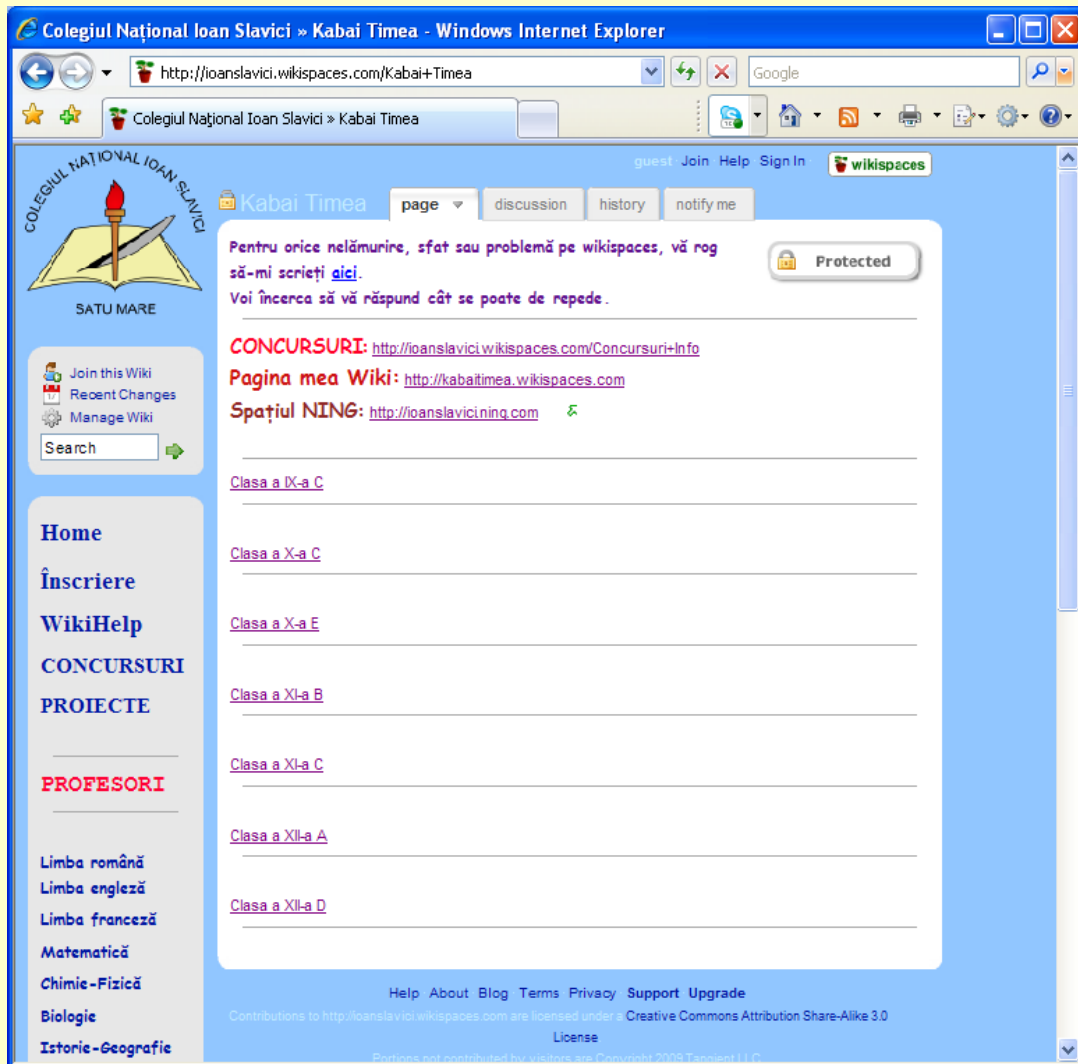 Colegiul Național Ioan Slavici » Kabai Timea - Windows Internet Explorer
http://ioanslavici.wikispaces.com/Kabai+Timea
Google
Colegiul Național Ioan Slavici » Kabai Timea
COLEGIUL NATIONAL IOAN SLAVICI
SATU MARE
guest Join Help Sign In wikispaces
Kabai Timea page discussion history notify me
Pentru orice nelămurire, sfat sau problemă pe wikispaces, vă rog
să-mi scrieți aici.
Voi încerca să vă răspund cât se poate de repede.
Protected
CONCURSURI: http://ioanslavici.wikispaces.com/Concursuri+Info
Pagina mea Wiki: http://kabaitimea.wikispaces.com
Spațiul NING: http://ioanslavici.ning.com
Join this Wiki
Recent Changes
Manage Wiki
Search
Clasa a IX-a C
Clasa a X-a C
Clasa a X-a E
Clasa a XI-a B
Clasa a XI-a C
Clasa a XII-a A
Clasa a XII-a D
Home
Înscriere
WikiHelp
CONCURSURI
PROIECTE
PROFESORI
Limba română
Limba engleză
Limba franceză
Matematică
Chimie-Fizică
Biologie
Istorie-Geografie
Help About Blog Terms Privacy Support Upgrade
Contributions to http://ioanslavici.wikispaces.com are licensed under a Creative Commons Attribution Share-Alike 3.0
License
Portions not contributed by visitors are Copyright 2009 Tangient LLC